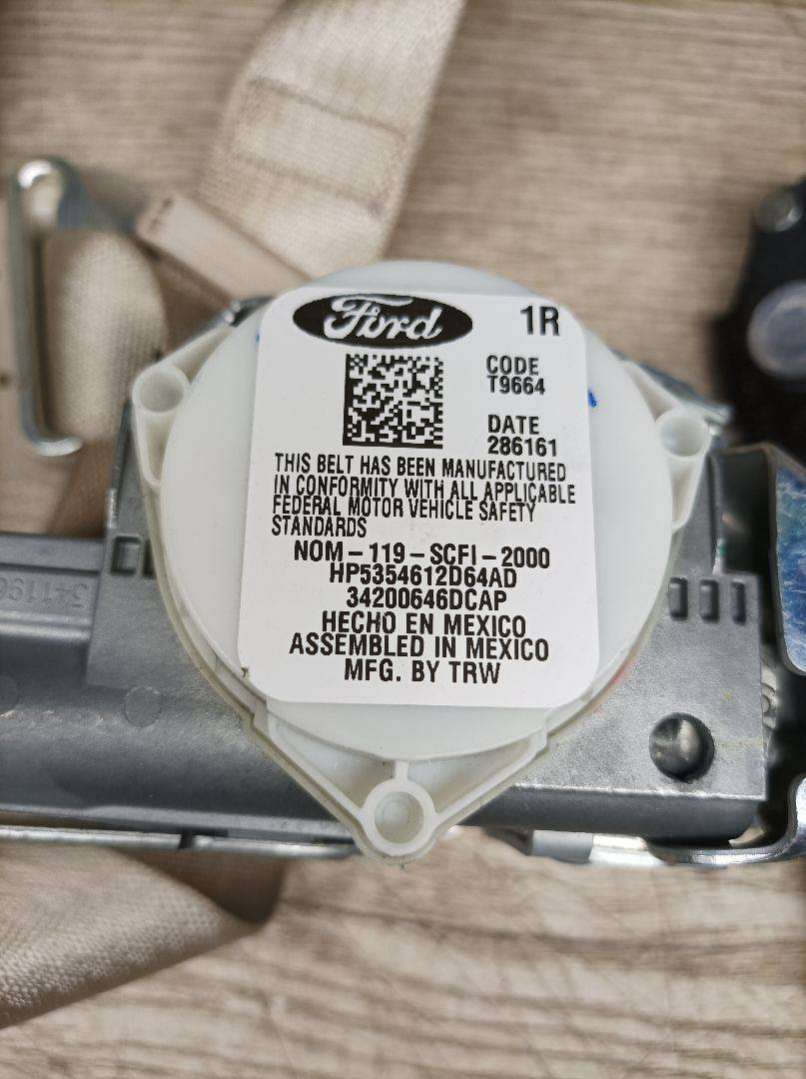 Ford
1R
CODE
T9664
DATE
286161
THIS BELT HAS BEEN MANUFACTURED
IN CONFORMITY WITH ALL APPLICABLE
FEDERAL MOTOR VEHICLE SAFETY
STANDARDS
NOM-119-SCFI-2000
HP5354612D64AD
34200646DCAP
HECHO EN MEXICO
ASSEMBLED IN MEXICO
MFG. BY TRW